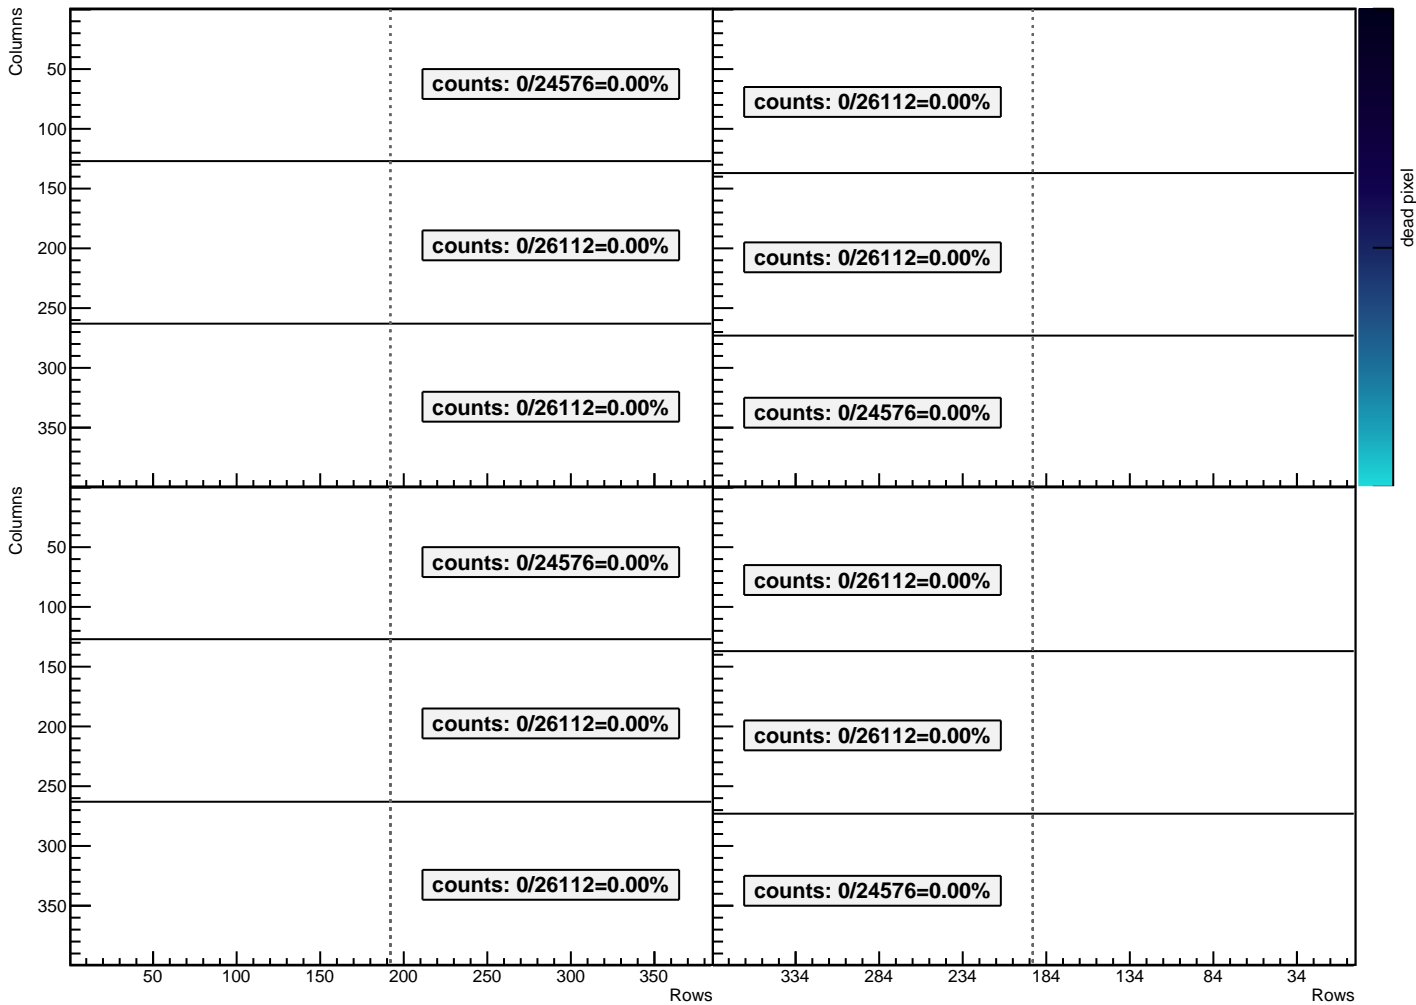 Columns
50
100
150
200
250
300
350
counts: 0/24576=0.00%
counts: 0/26112=0.00%
counts: 0/26112=0.00%
counts: 0/26112=0.00%
counts: 0/26112=0.00%
counts: 0/24576=0.00%
dead pixel
Columns
50
100
150
200
250
300
350
counts: 0/24576=0.00%
counts: 0/26112=0.00%
counts: 0/26112=0.00%
counts: 0/26112=0.00%
counts: 0/26112=0.00%
counts: 0/24576=0.00%
50 100 150 200 250 300 350
Rows
334 284 234 184 134 84 34
Rows